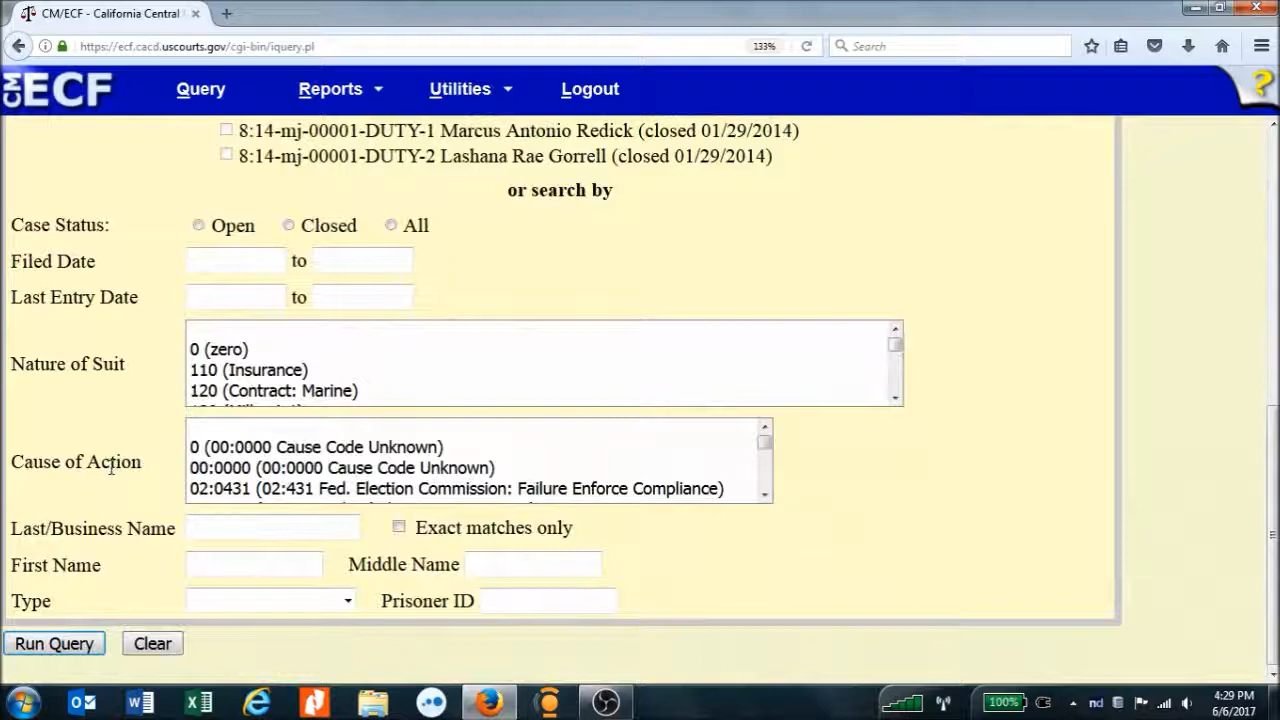 CM/ECF - California Central
https://ecf.cacd.uscourts.gov/cgi-bin/iquery.pl
133%
Search
CM ECF
Query
Reports
Utilities
Logout
?
8:14-mj-00001-DUTY-1 Marcus Antonio Redick (closed 01/29/2014)
8:14-mj-00001-DUTY-2 Lashana Rae Gorrell (closed 01/29/2014)
or search by
Case Status: Open Closed All
Filed Date to
Last Entry Date to
Nature of Suit
0 (zero)
110 (Insurance)
120 (Contract: Marine)
Cause of Action
0 (00:0000 Cause Code Unknown)
00:0000 (00:0000 Cause Code Unknown)
02:0431 (02:431 Fed. Election Commission: Failure Enforce Compliance)
Last/Business Name Exact matches only
First Name Middle Name
Type Prisoner ID
Run Query Clear
100% nd 4:29 PM
6/6/2017